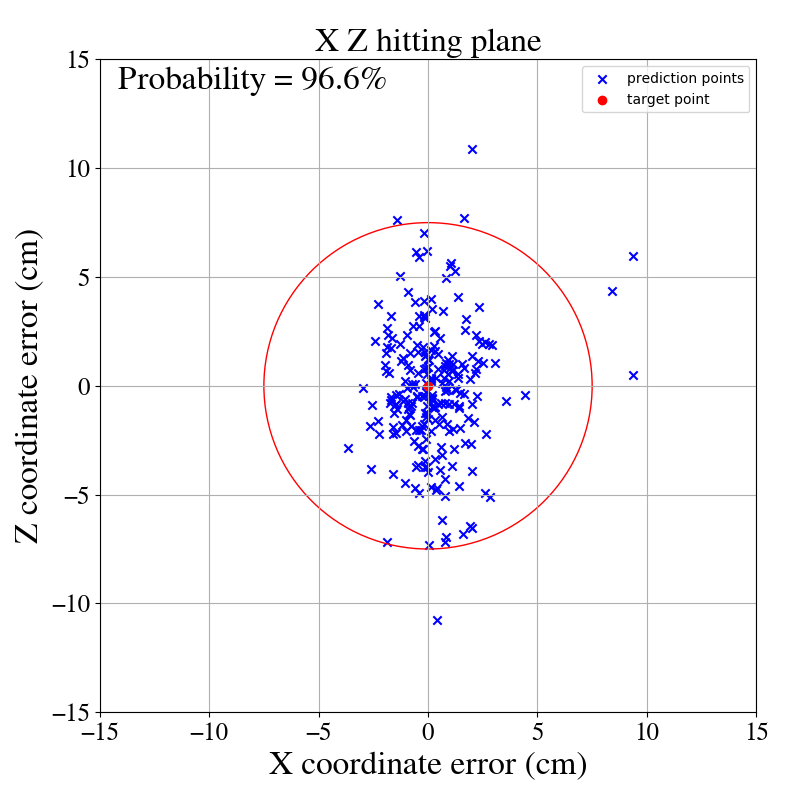 X Z hitting plane
Probability = 96.6%
prediction points
target point
Z coordinate error (cm)
15
10
5
0
−5
−10
−15
−15
−10
−5
0
5
10
15
X coordinate error (cm)